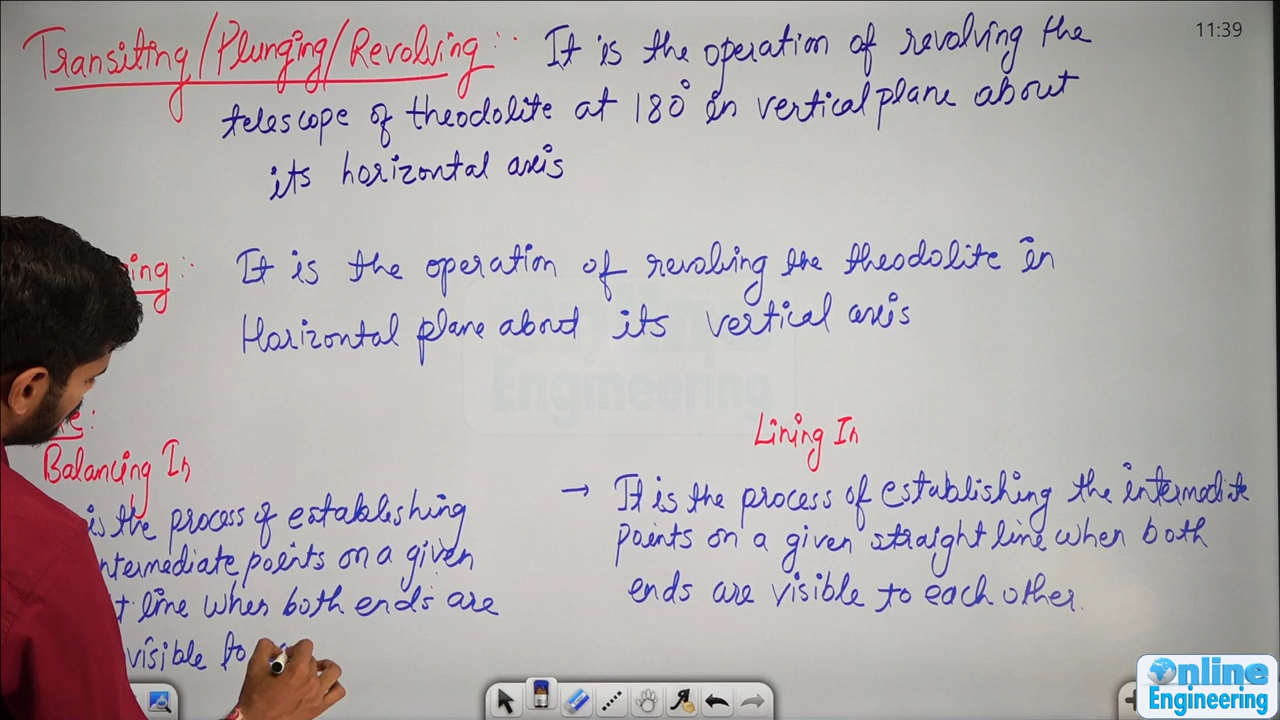 Transiting/Plunging/Revolving :- It is the operation of revolving the
11:39
telescope of theodolite at 180° in vertical plane about
its horizontal axis
It is the operation of revolving the theodolite in
Horizontal plane about its vertical axis
Online
Engineering
Lining In
Balancing In
is the process of establishing
intermediate points on a given
line when both ends are
visible to
→ It is the process of establishing the intermediate
points on a given straight line when both
ends are visible to each other.
Online
Engineering